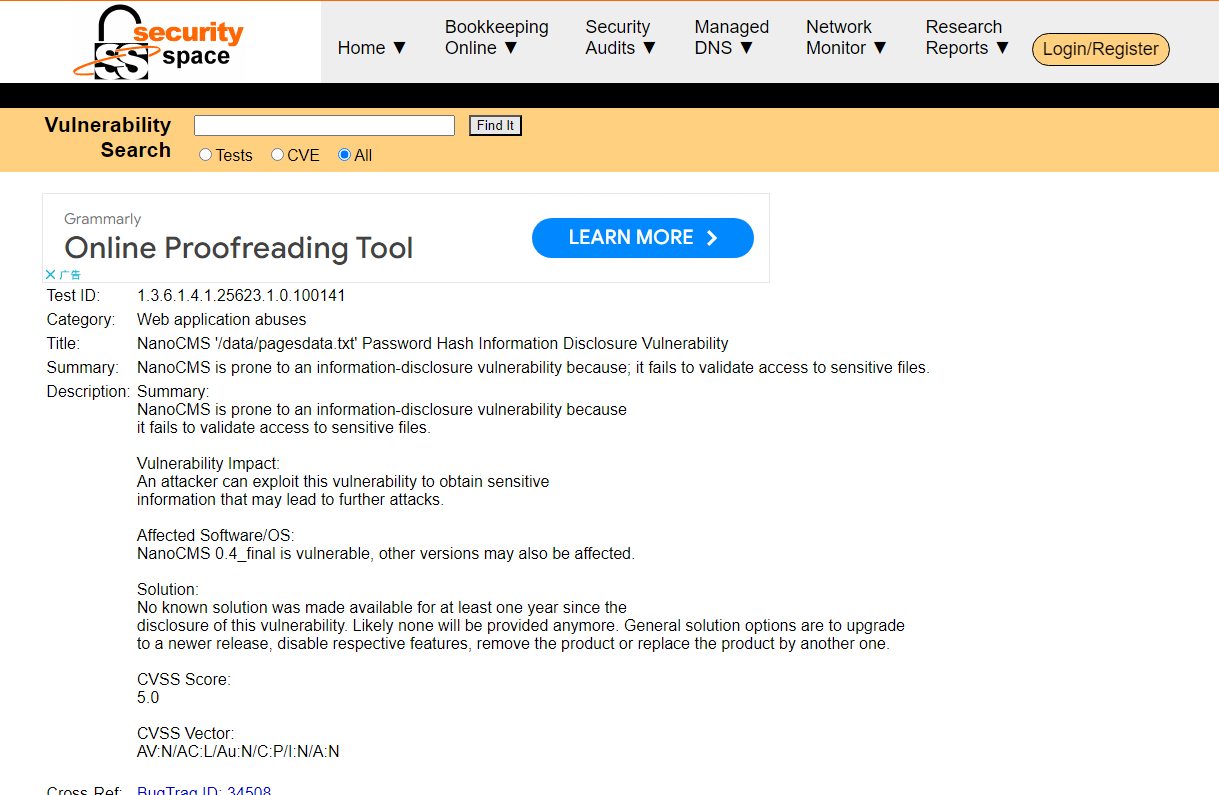 security
space
SS
Home ▼
Bookkeeping
Online ▼
Security
Audits ▼
Managed
DNS ▼
Network
Monitor ▼
Research
Reports ▼
Login/Register
Vulnerability
Search
Find It
Tests CVE All
Grammarly
Online Proofreading Tool
LEARN MORE
广告
Test ID: 1.3.6.1.4.1.25623.1.0.100141
Category: Web application abuses
Title: NanoCMS '/data/pagesdata.txt' Password Hash Information Disclosure Vulnerability
Summary: NanoCMS is prone to an information-disclosure vulnerability because; it fails to validate access to sensitive files.
Description: Summary:
NanoCMS is prone to an information-disclosure vulnerability because
it fails to validate access to sensitive files.
Vulnerability Impact:
An attacker can exploit this vulnerability to obtain sensitive
information that may lead to further attacks.
Affected Software/OS:
NanoCMS 0.4_final is vulnerable, other versions may also be affected.
Solution:
No known solution was made available for at least one year since the
disclosure of this vulnerability. Likely none will be provided anymore. General solution options are to upgrade
to a newer release, disable respective features, remove the product or replace the product by another one.
CVSS Score:
5.0
CVSS Vector:
AV:N/AC:L/Au:N/C:P/I:N/A:N
Cross Ref: BugTraq ID: 34508